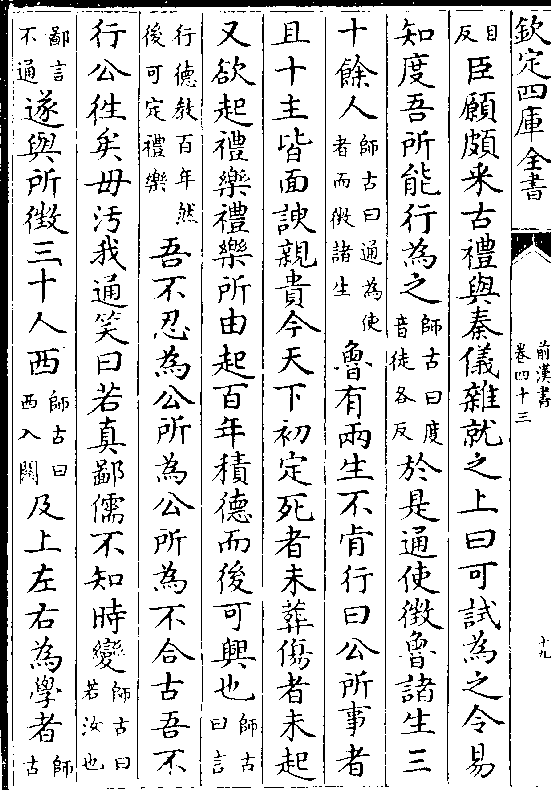 欽定四庫全書
前漢書
卷四十三
十九
目反臣願頗采古禮與秦儀雜就之上曰可試為之令易
知度吾所能行為之師古曰度音徒各反於是通使徵魯諸生三
十餘人師古曰通為使者而徵諸生魯有兩生不肯行曰公所事者
且十主皆面諛親貴今天下初定死者未葬傷者未起
又欲起禮樂禮樂所由起百年積德而後可興也師古曰言
行德敎百年然後可定禮樂吾不忍為公所為公所為不合古吾不
行公徃矣毋汚我通笑曰若真鄙儒不知時變師古曰若汝也
鄙言不通遂與所徵三十人西師古曰西入關及上左右為學者師古